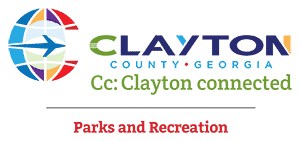 CLAYTON
COUNTY • GEORGIA
Cc: Clayton connected
Parks and Recreation